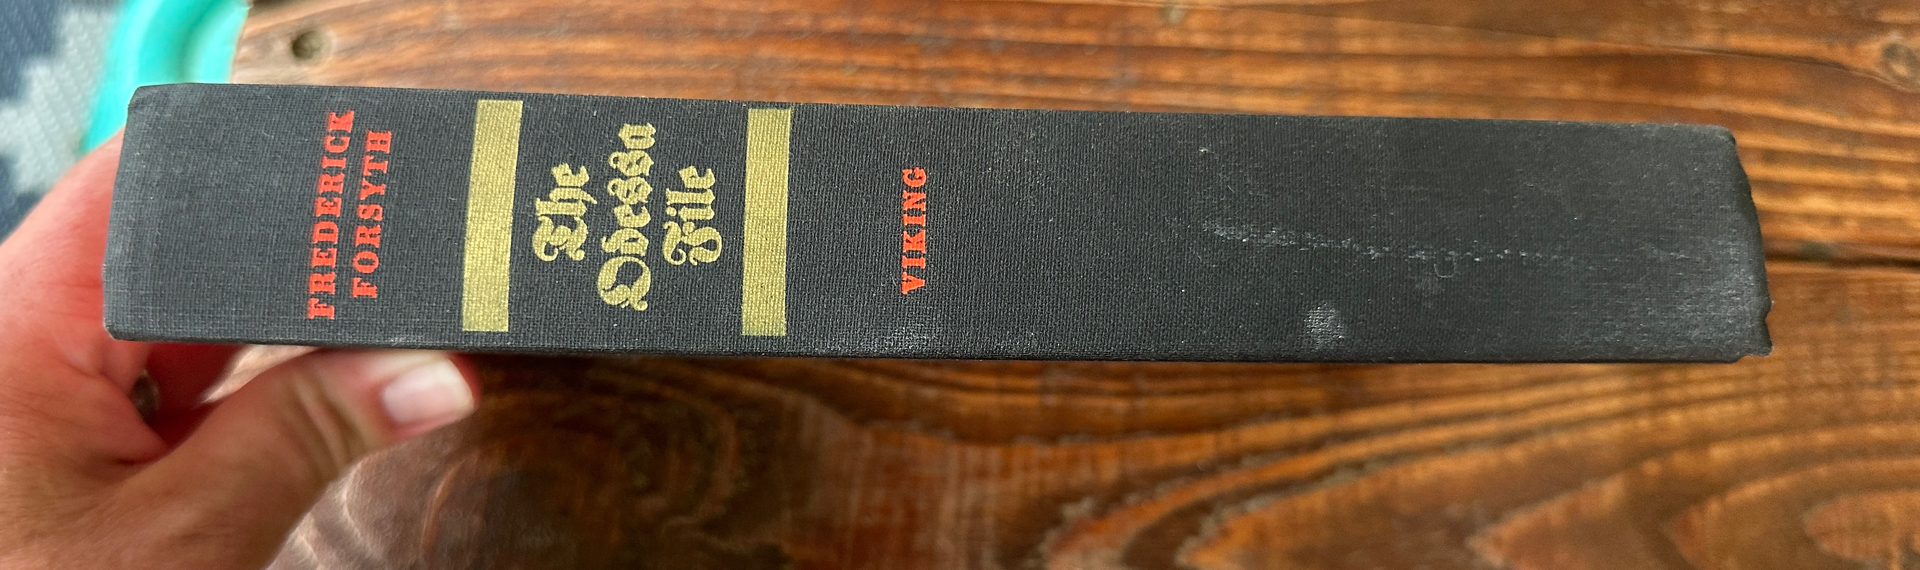 FREDERICK
FORSYTH
The
Odessa
File
VIKING